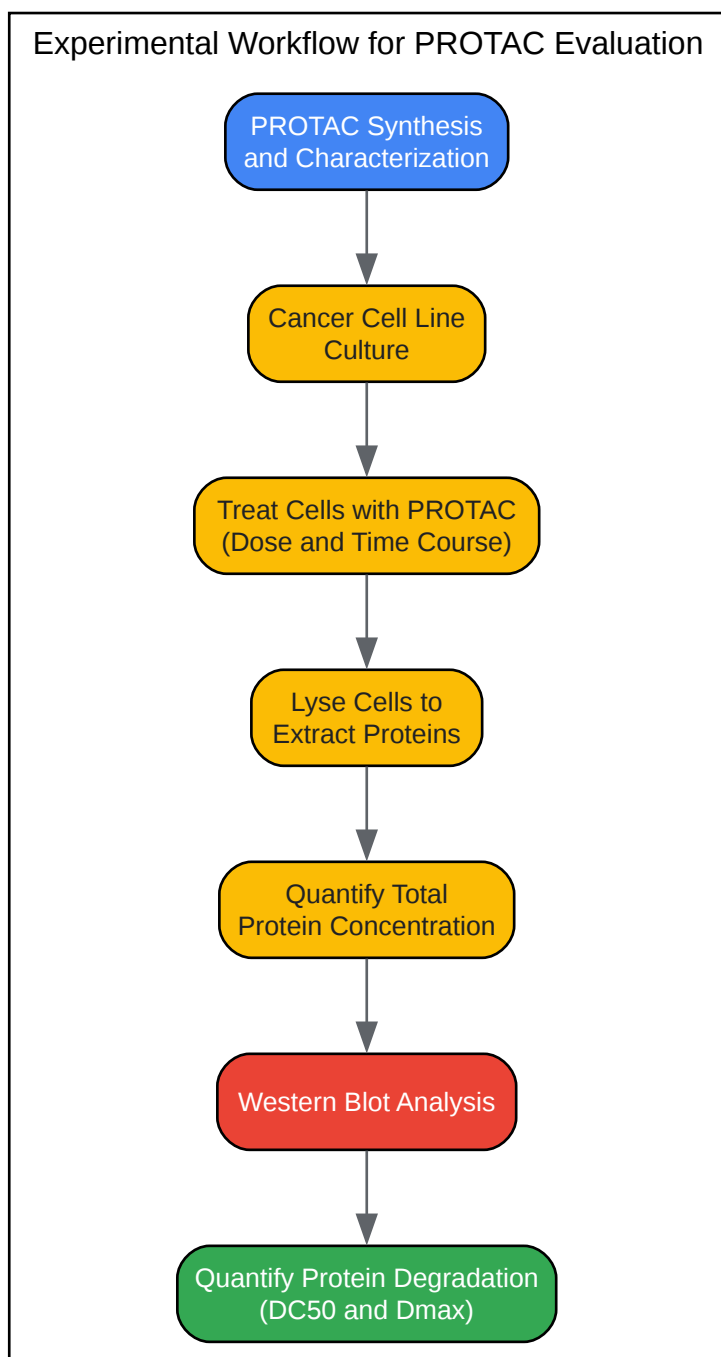 Experimental Workflow for PROTAC Evaluation
PROTAC Synthesis
and Characterization
Cancer Cell Line
Culture
Treat Cells with PROTAC
(Dose and Time Course)
Lyse Cells to
Extract Proteins
Quantify Total
Protein Concentration
Western Blot Analysis
Quantify Protein Degradation
(DC50 and Dmax)